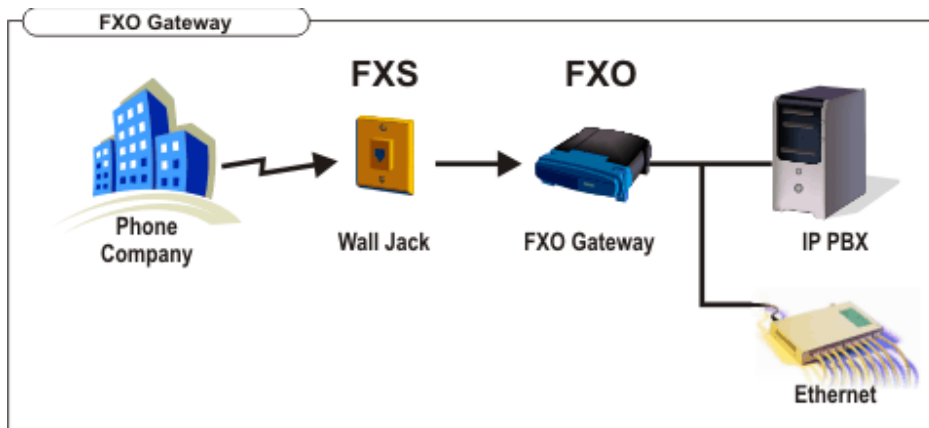 FXO Gateway
FXS
FXO
Phone
Company
Wall Jack
FXO Gateway
IP PBX
Ethernet